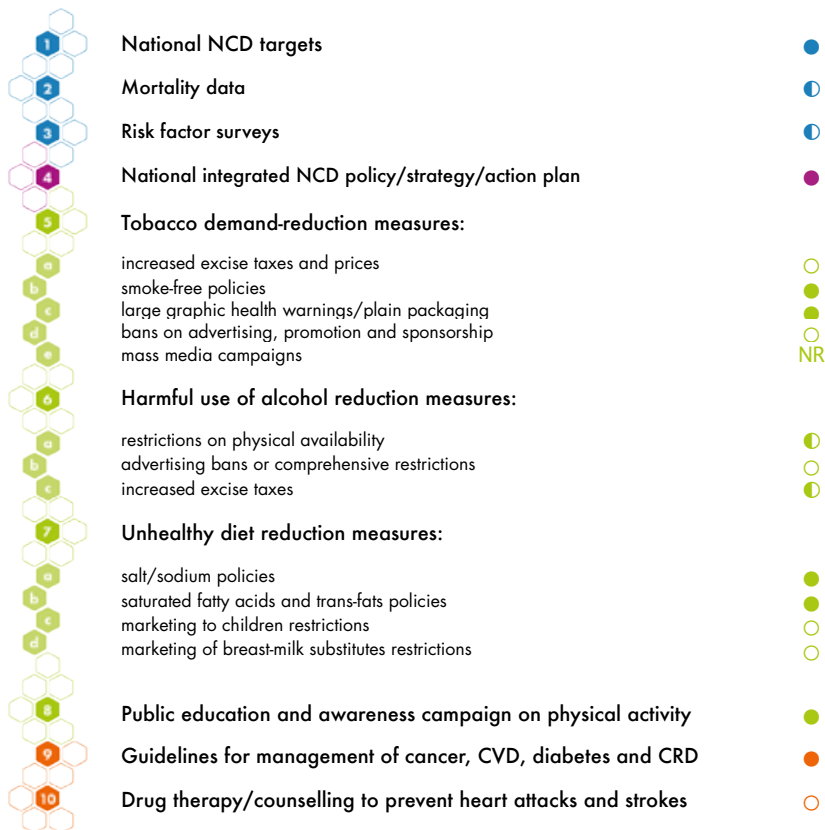 1 National NCD targets
2 Mortality data
3 Risk factor surveys
4 National integrated NCD policy/strategy/action plan
5 Tobacco demand-reduction measures:
a increased excise taxes and prices
b smoke-free policies
c large graphic health warnings/plain packaging
d bans on advertising, promotion and sponsorship
e mass media campaigns NR
6 Harmful use of alcohol reduction measures:
a restrictions on physical availability
b advertising bans or comprehensive restrictions
c increased excise taxes
7 Unhealthy diet reduction measures:
a salt/sodium policies
b saturated fatty acids and trans-fats policies
c marketing to children restrictions
d marketing of breast-milk substitutes restrictions
8 Public education and awareness campaign on physical activity
9 Guidelines for management of cancer, CVD, diabetes and CRD
10 Drug therapy/counselling to prevent heart attacks and strokes